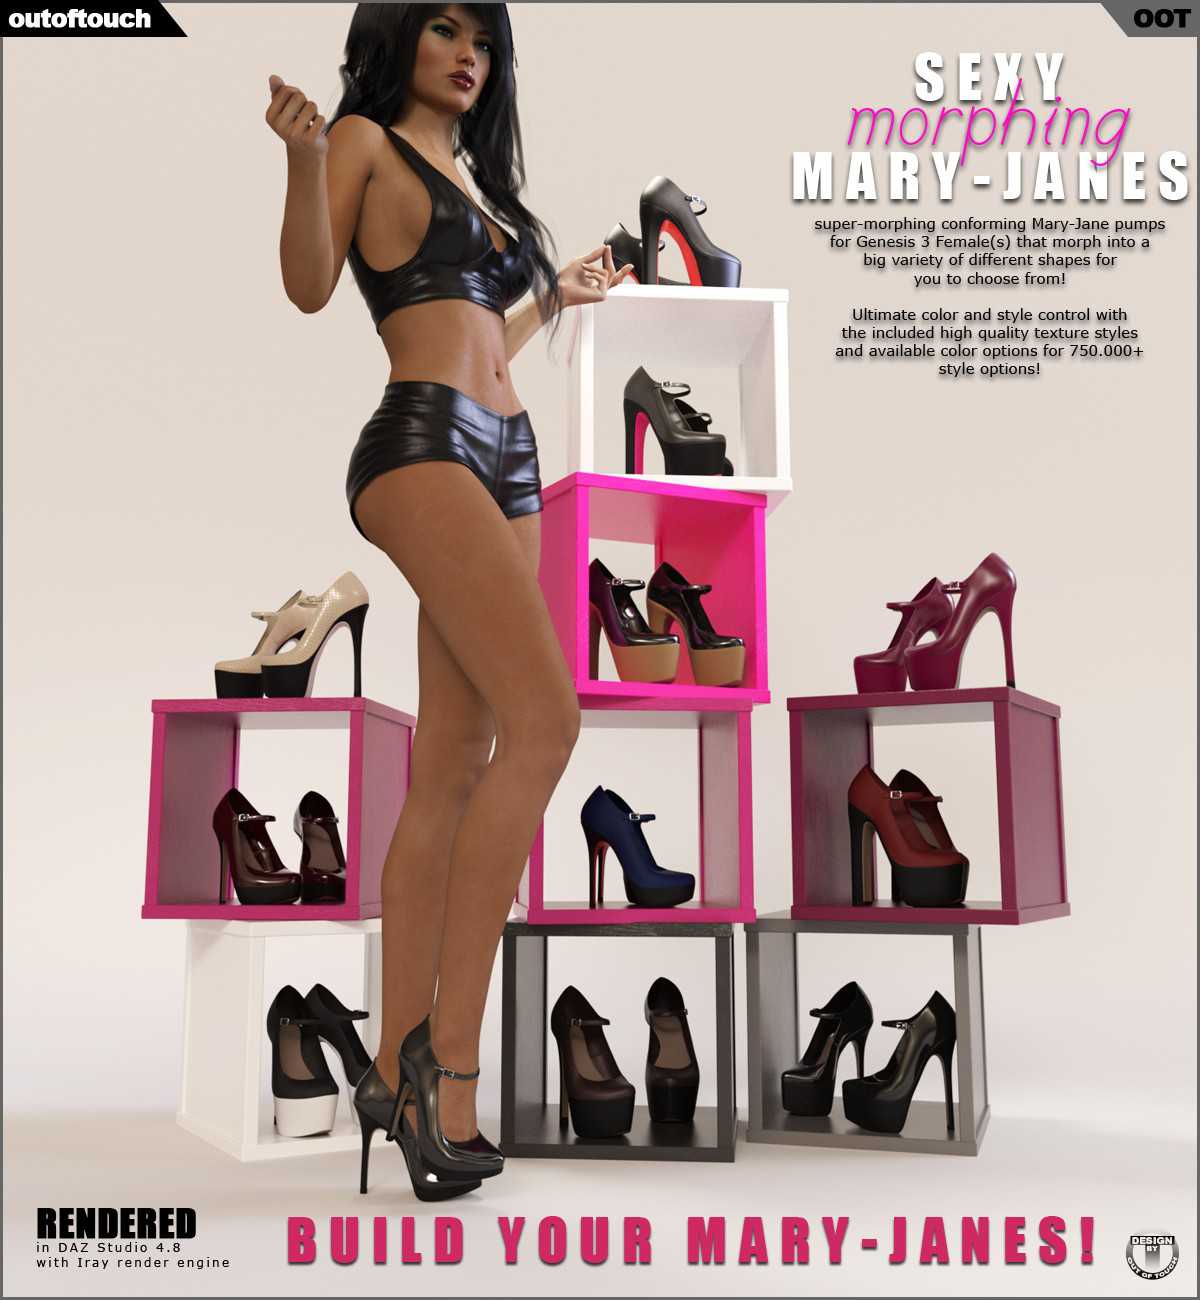 outoftouch
OOT
SEXY
morphing
MARY-JANES
super-morphing conforming Mary-Jane pumps
for Genesis 3 Female(s) that morph into a
big variety of different shapes for
you to choose from!
Ultimate color and style control with
the included high quality texture styles
and available color options for 750.000+
style options!
RENDERED
in DAZ Studio 4.8
with Iray render engine
BUILD YOUR MARY-JANES!
DESIGN
BY
OUT OF TOUCH